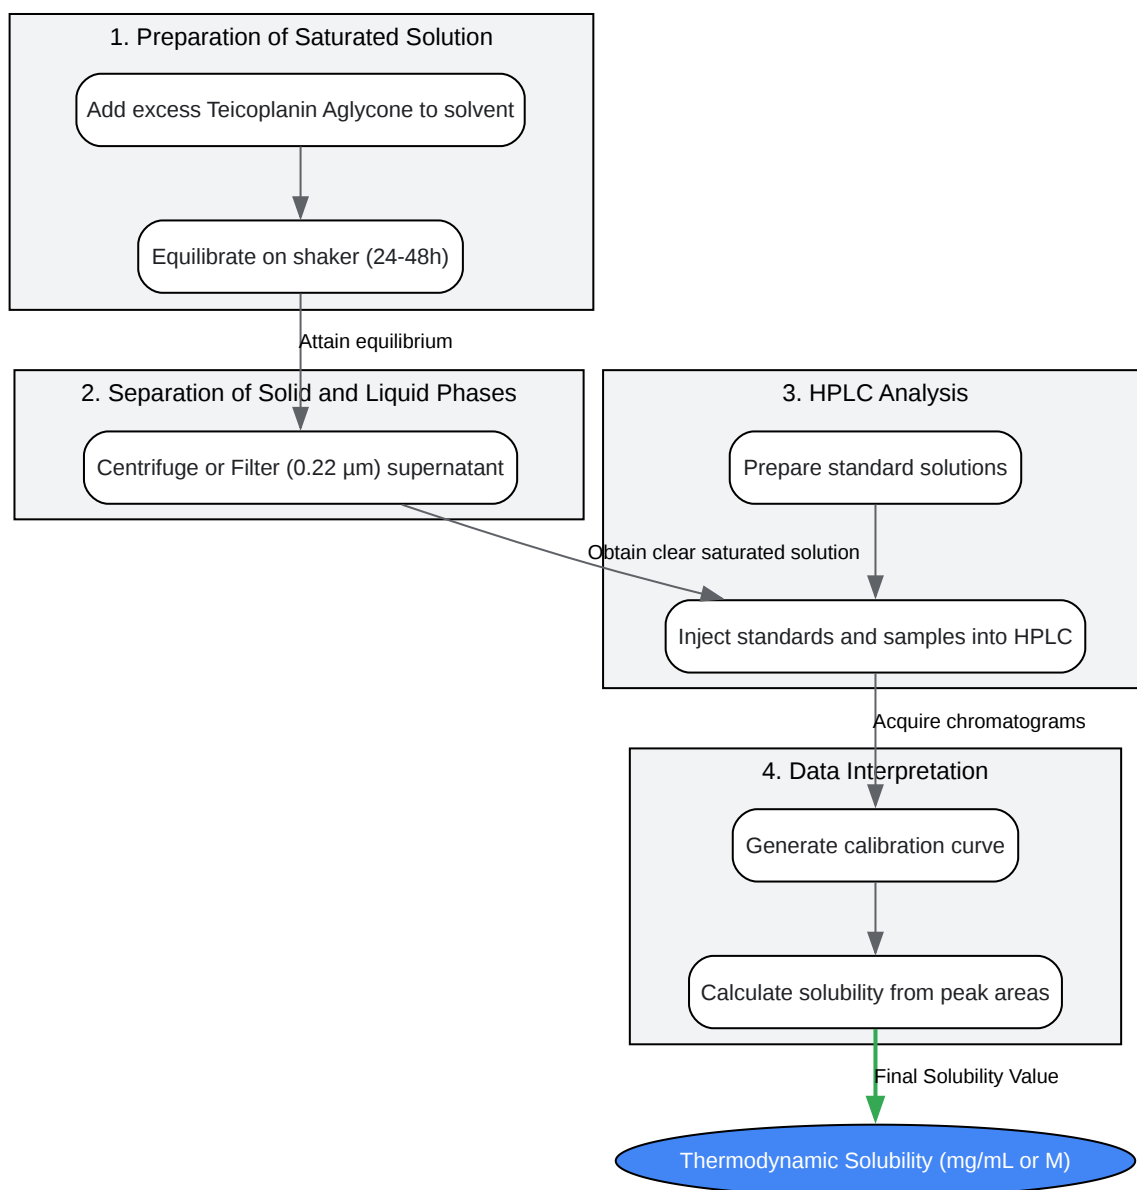 1. Preparation of Saturated Solution
Add excess Teicoplanin Aglycone to solvent
Equilibrate on shaker (24-48h)
Attain equilibrium
2. Separation of Solid and Liquid Phases
Centrifuge or Filter (0.22 µm) supernatant
Obtain clear saturated solution
3. HPLC Analysis
Prepare standard solutions
Inject standards and samples into HPLC
Acquire chromatograms
4. Data Interpretation
Generate calibration curve
Calculate solubility from peak areas
Final Solubility Value
Thermodynamic Solubility (mg/mL or M)